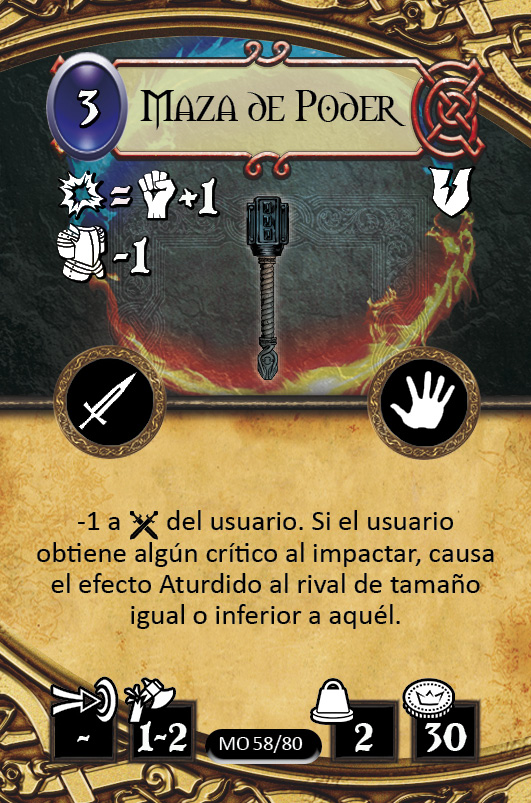 3 Maza de Poder
= +1
-1
-1 a del usuario. Si el usuario
obtiene algún crítico al impactar, causa
el efecto Aturdido al rival de tamaño
igual o inferior a aquél.
- 1-2 MO 58/80 2 30